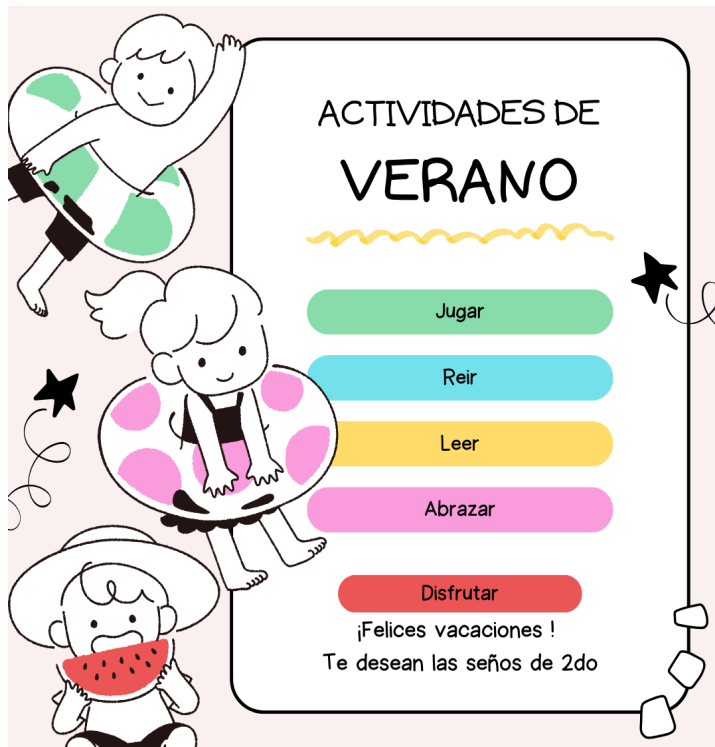 ACTIVIDADES DE
VERANO
Jugar
Reir
Leer
Abrazar
Disfrutar
¡Felices vacaciones !
Te desean las seños de 2do